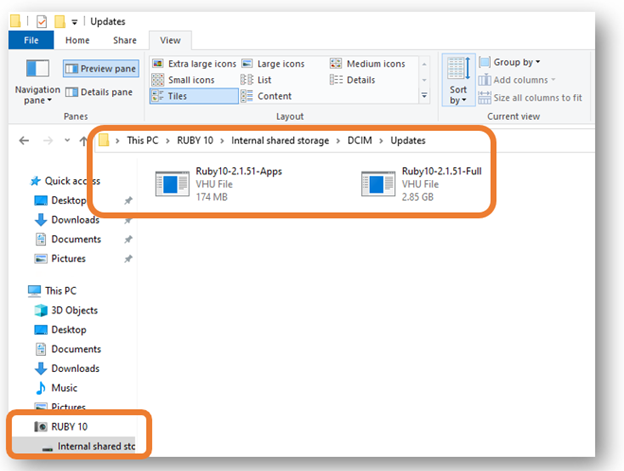 Updates
File Home Share View
Preview pane
Details pane
Navigation pane
Panes
Extra large icons Large icons Medium icons
Small icons List Details
Tiles Content
Layout
Sort by
Group by
Add columns
Size all columns to fit
Current view
This PC > RUBY 10 > Internal shared storage > DCIM > Updates
Quick access
Desktop
Downloads
Documents
Pictures
This PC
3D Objects
Desktop
Documents
Downloads
Music
Pictures
RUBY 10
Internal shared stc
Ruby10-2.1.51-Apps
VHU File
174 MB
Ruby10-2.1.51-Full
VHU File
2.85 GB